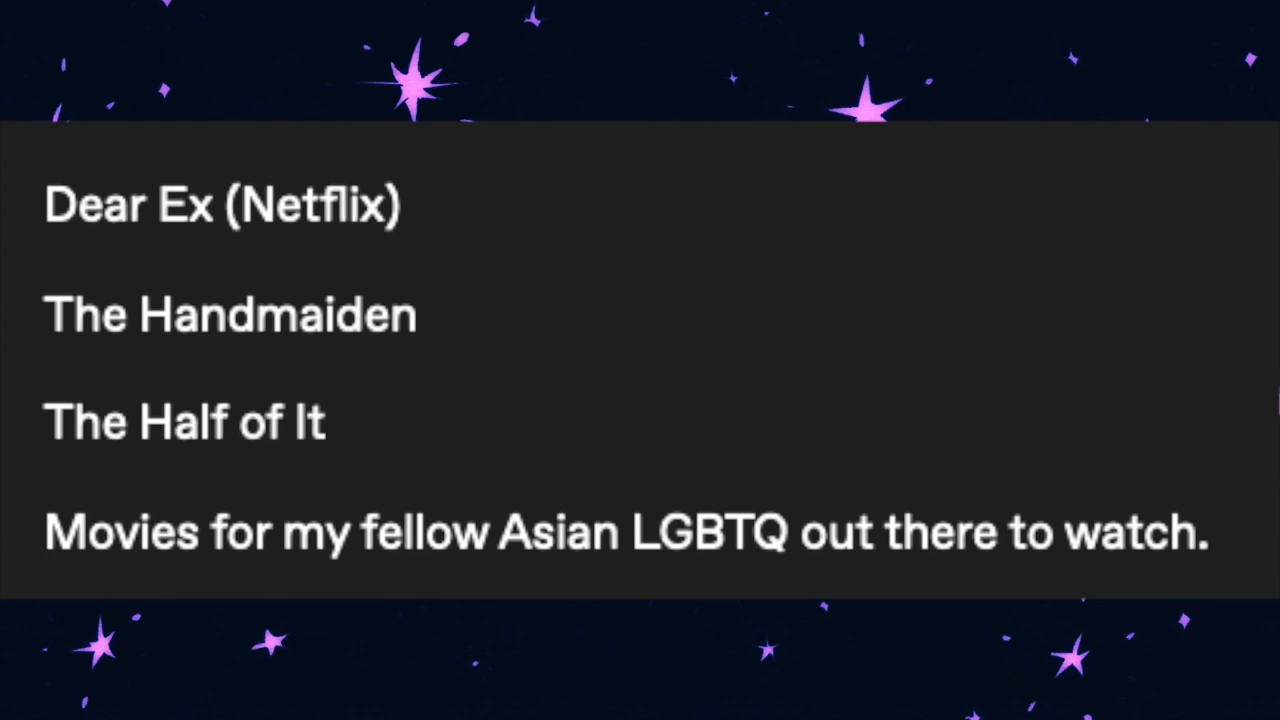 Dear Ex (Netflix)
The Handmaiden
The Half of It
Movies for my fellow Asian LGBTQ out there to watch.